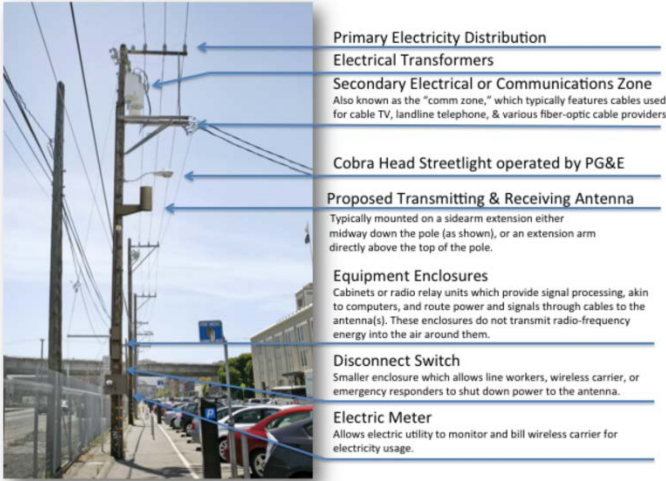 Primary Electricity Distribution
Electrical Transformers
Secondary Electrical or Communications Zone
Also known as the “comm zone,” which typically features cables used
for cable TV, landline telephone, & various fiber-optic cable providers
Cobra Head Streetlight operated by PG&E
Proposed Transmitting & Receiving Antenna
Typically mounted on a sidearm extension either
midway down the pole (as shown), or an extension arm
directly above the top of the pole.
Equipment Enclosures
Cabinets or radio relay units which provide signal processing, akin
to computers, and route power and signals through cables to the
antenna(s). These enclosures do not transmit radio-frequency
energy into the air around them.
Disconnect Switch
Smaller enclosure which allows line workers, wireless carrier, or
emergency responders to shut down power to the antenna.
Electric Meter
Allows electric utility to monitor and bill wireless carrier for
electricity usage.
P